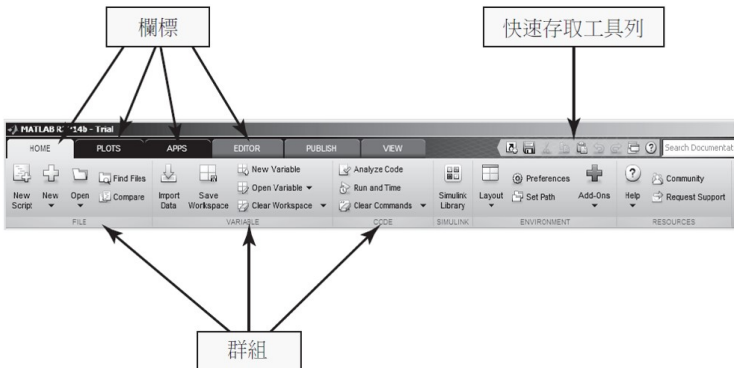 欄標
快速存取工具列
MATLAB R2014b - Trial
HOME PLOTS APPS EDITOR PUBLISH VIEW
Search Documentat
New Script
New
Open
Find Files
Compare
Import Data
Save Workspace
New Variable
Open Variable
Clear Workspace
Analyze Code
Run and Time
Clear Commands
Simulink Library
Layout
Preferences
Set Path
Add-Ons
Help
Community
Request Support
FILE VARIABLE CODE SIMULINK ENVIRONMENT RESOURCES
群組